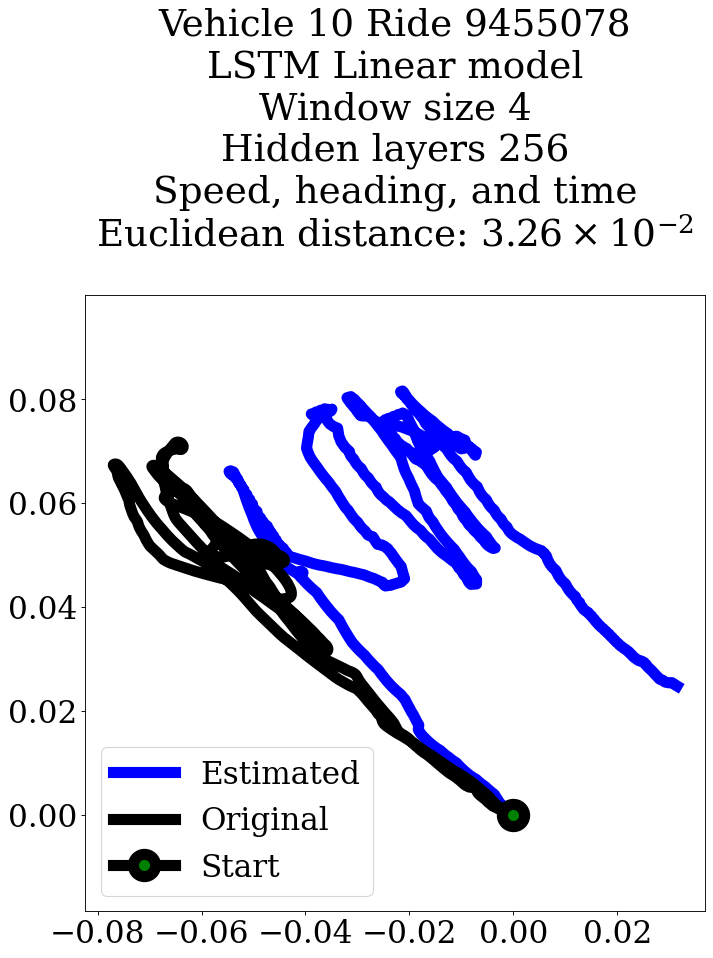 Vehicle 10 Ride 9455078
LSTM Linear model
Window size 4
Hidden layers 256
Speed, heading, and time
Euclidean distance: 3.26 × 10⁻²
0.08
0.06
0.04
0.02
0.00
Estimated
Original
Start
−0.08 −0.06 −0.04 −0.02 0.00 0.02